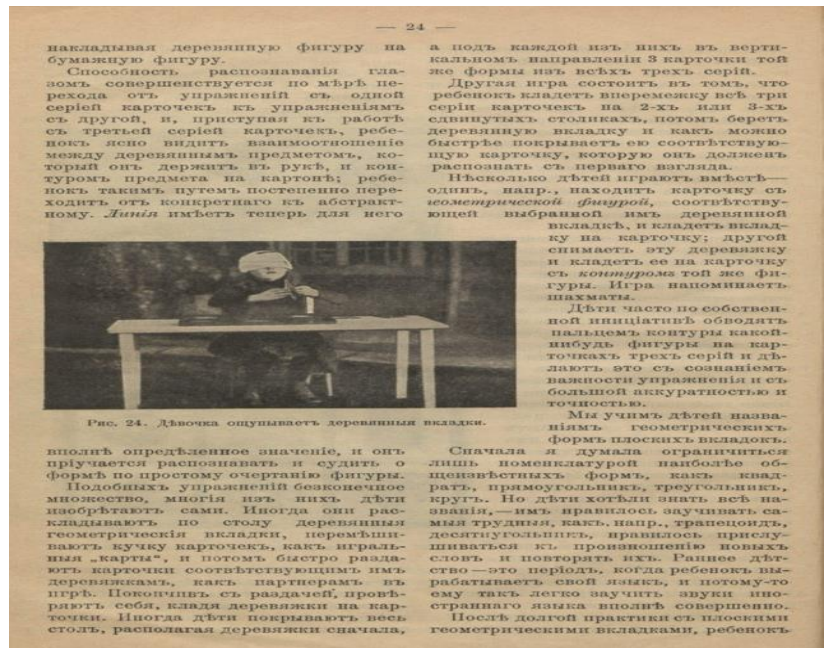 — 24 —
накладывая деревянную фигуру на
бумажную фигуру.
Способность распознаванія гла-
зомъ совершенствуется по мѣрѣ пе-
рехода отъ упражненій съ одной
серіей карточекъ къ упражненіямъ
съ другой, и, приступая къ работѣ
съ третьей серіей карточекъ, ребе-
нокъ ясно видитъ взаимоотношеніе
между деревяннымъ предметомъ, ко-
торый онъ держитъ въ рукѣ, и кон-
туромъ предмета на картонѣ; ребе-
нокъ такимъ путемъ постепенно пере-
ходитъ отъ конкретнаго къ абстракт-
ному. Линія имѣетъ теперь для него
Рис. 24. Дѣвочка ощупываетъ деревянныя вкладки.
вполнѣ опредѣленное значеніе, и онъ
пріучается распознавать и судить о
формѣ по простому очертанію фигуры.
Подобныхъ упражненій безконечное
множество, многія изъ нихъ дѣти
изобрѣтаютъ сами. Иногда они рас-
кладываютъ по столу деревянныя
геометрическія вкладки, перемѣши-
ваютъ кучку карточекъ, какъ играль-
ныя „карты“, и потомъ быстро разда-
ютъ карточки соотвѣтствующимъ имъ
деревяжкамъ, какъ партнерамъ въ
игрѣ. Покончивъ съ раздачей, провѣ-
ряютъ себя, кладя деревяжки на кар-
точки. Иногда дѣти покрываютъ весь
столъ, располагая деревяжки сначала,
а подъ каждой изъ нихъ въ верти-
кальномъ направленіи 3 карточки той
же формы изъ всѣхъ трехъ серій.
Другая игра состоитъ въ томъ, что
ребенокъ кладетъ вперемежку всѣ три
серіи карточекъ на 2-хъ или 3-хъ
сдвинутыхъ столикахъ, потомъ беретъ
деревянную вкладку и какъ можно
быстрѣе покрываетъ ею соотвѣтствую-
щую карточку, которую онъ долженъ
распознать съ перваго взгляда.
Нѣсколько дѣтей играютъ вмѣстѣ—
одинъ, напр., находитъ карточку съ
геометрической фигурой, соотвѣтству-
ющей выбранной имъ деревянной
вкладкѣ, и кладетъ вклад-
ку на карточку; другой
снимаетъ эту деревяжку
и кладетъ ее на карточку
съ контуромъ той же фи-
гуры. Игра напоминаетъ
шахматы.
Дѣти часто по собствен-
ной иниціативѣ обводятъ
пальцемъ контуры какой-
нибудь фигуры на кар-
точкахъ трехъ серій и дѣ-
лаютъ это съ сознаніемъ
важности упражненія и съ
большой аккуратностью и
точностью.
Мы учимъ дѣтей назва-
ніямъ геометрическихъ
формъ плоскихъ вкладокъ.
Сначала я думала ограничиться
лишь номенклатурой наиболѣе об-
щеизвѣстныхъ формъ, какъ квад-
ратъ, прямоугольникъ, треугольникъ,
кругъ. Но дѣти хотѣли знать всѣ на-
званія,—имъ нравилось заучивать са-
мыя трудныя, какъ, напр., трапецоидъ,
десятиугольникъ, нравилось прислу-
шиваться къ произношенію новыхъ
словъ и повторять ихъ. Раннее дѣт-
ство—это періодъ, когда ребенокъ вы-
рабатываетъ свой языкъ, и потому-то
ему такъ легко заучить звуки ино-
страннаго языка вполнѣ совершенно.
Послѣ долгой практики съ плоскими
геометрическими вкладками, ребенокъ